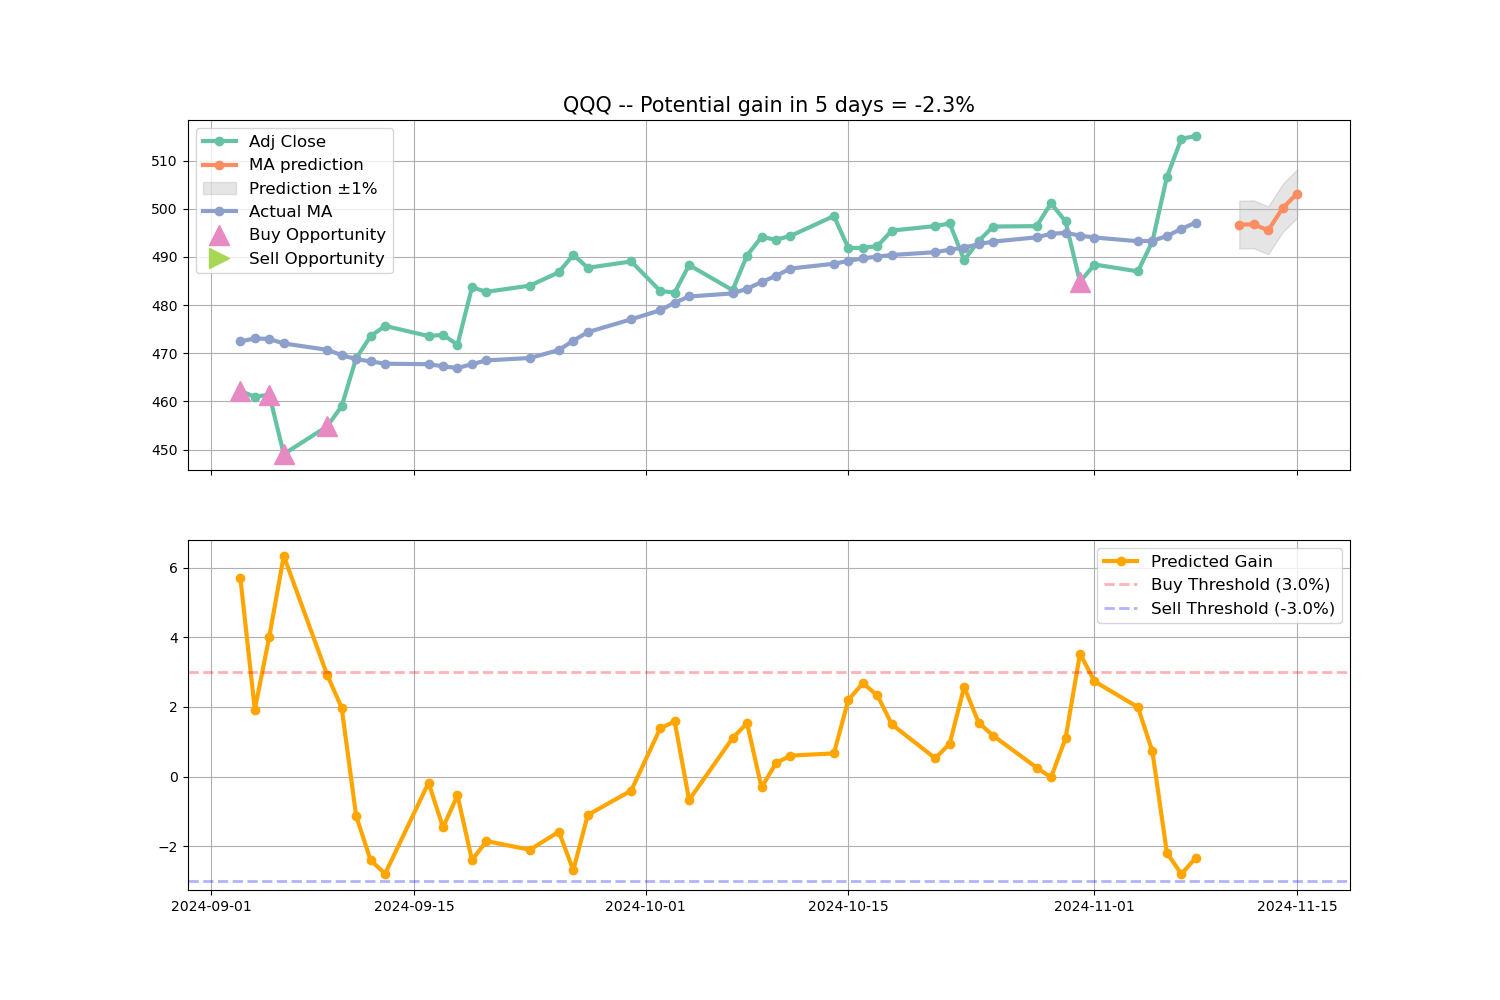 QQQ -- Potential gain in 5 days = -2.3%
Adj Close
MA prediction
Prediction ±1%
Actual MA
Buy Opportunity
Sell Opportunity
510
500
490
480
470
460
450
Predicted Gain
Buy Threshold (3.0%)
Sell Threshold (-3.0%)
6
4
2
0
−2
2024-09-01 2024-09-15 2024-10-01 2024-10-15 2024-11-01 2024-11-15